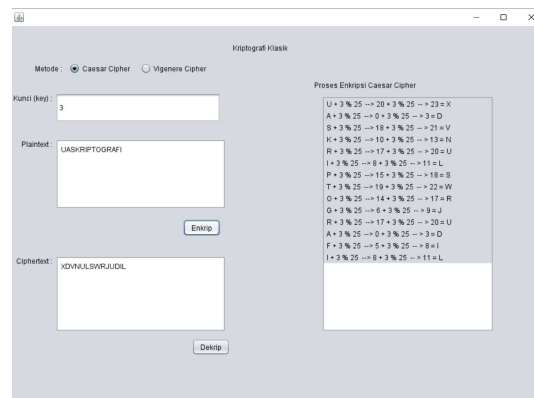 Kriptografi Klasik
Metode : Caesar Cipher Vigenere Cipher
Kunci (key) :
3
Plaintext :
UASKRIPTOGRAFI
Enkrip
Ciphertext :
XDVNULSWRJUDIL
Dekrip
Proses Enkripsi Caesar Cipher
U + 3 % 25 --> 20 + 3 % 25 -- > 23 = X
A + 3 % 25 --> 0 + 3 % 25 -- > 3 = D
S + 3 % 25 --> 18 + 3 % 25 -- > 21 = V
K + 3 % 25 --> 10 + 3 % 25 -- > 13 = N
R + 3 % 25 --> 17 + 3 % 25 -- > 20 = U
I + 3 % 25 --> 8 + 3 % 25 -- > 11 = L
P + 3 % 25 --> 15 + 3 % 25 -- > 18 = S
T + 3 % 25 --> 19 + 3 % 25 -- > 22 = W
O + 3 % 25 --> 14 + 3 % 25 -- > 17 = R
G + 3 % 25 --> 6 + 3 % 25 -- > 9 = J
R + 3 % 25 --> 17 + 3 % 25 -- > 20 = U
A + 3 % 25 --> 0 + 3 % 25 -- > 3 = D
F + 3 % 25 --> 5 + 3 % 25 -- > 8 = I
I + 3 % 25 --> 8 + 3 % 25 -- > 11 = L